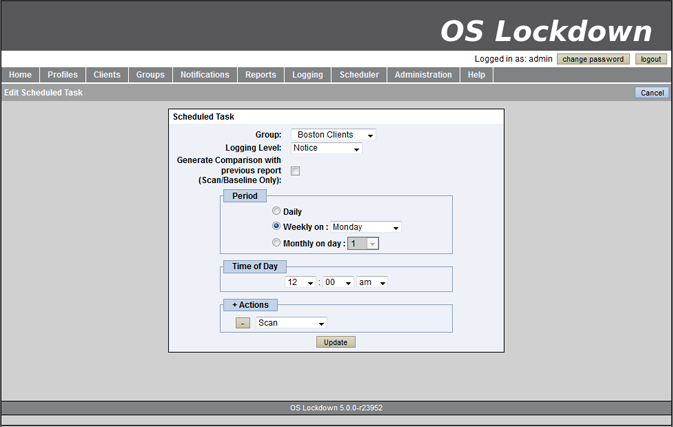 OS Lockdown
Logged in as: admin change password logout
Home Profiles Clients Groups Notifications Reports Logging Scheduler Administration Help
Edit Scheduled Task Cancel
Scheduled Task
Group: Boston Clients
Logging Level: Notice
Generate Comparison with
previous report
(Scan/Baseline Only):
Period
Daily
Weekly on : Monday
Monthly on day : 1
Time of Day
12 : 00 am
+ Actions
- Scan
Update
OS Lockdown 5.0.0-r23952